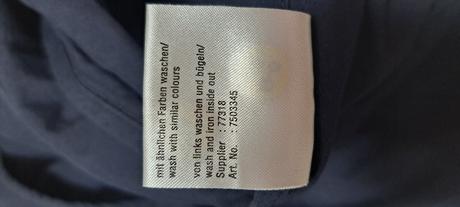 mit ähnlichen Farben waschen/
wash with similar colours
von links waschen und bügeln/
wash and iron inside out
Supplier : 77318
Art. No. : 7503345